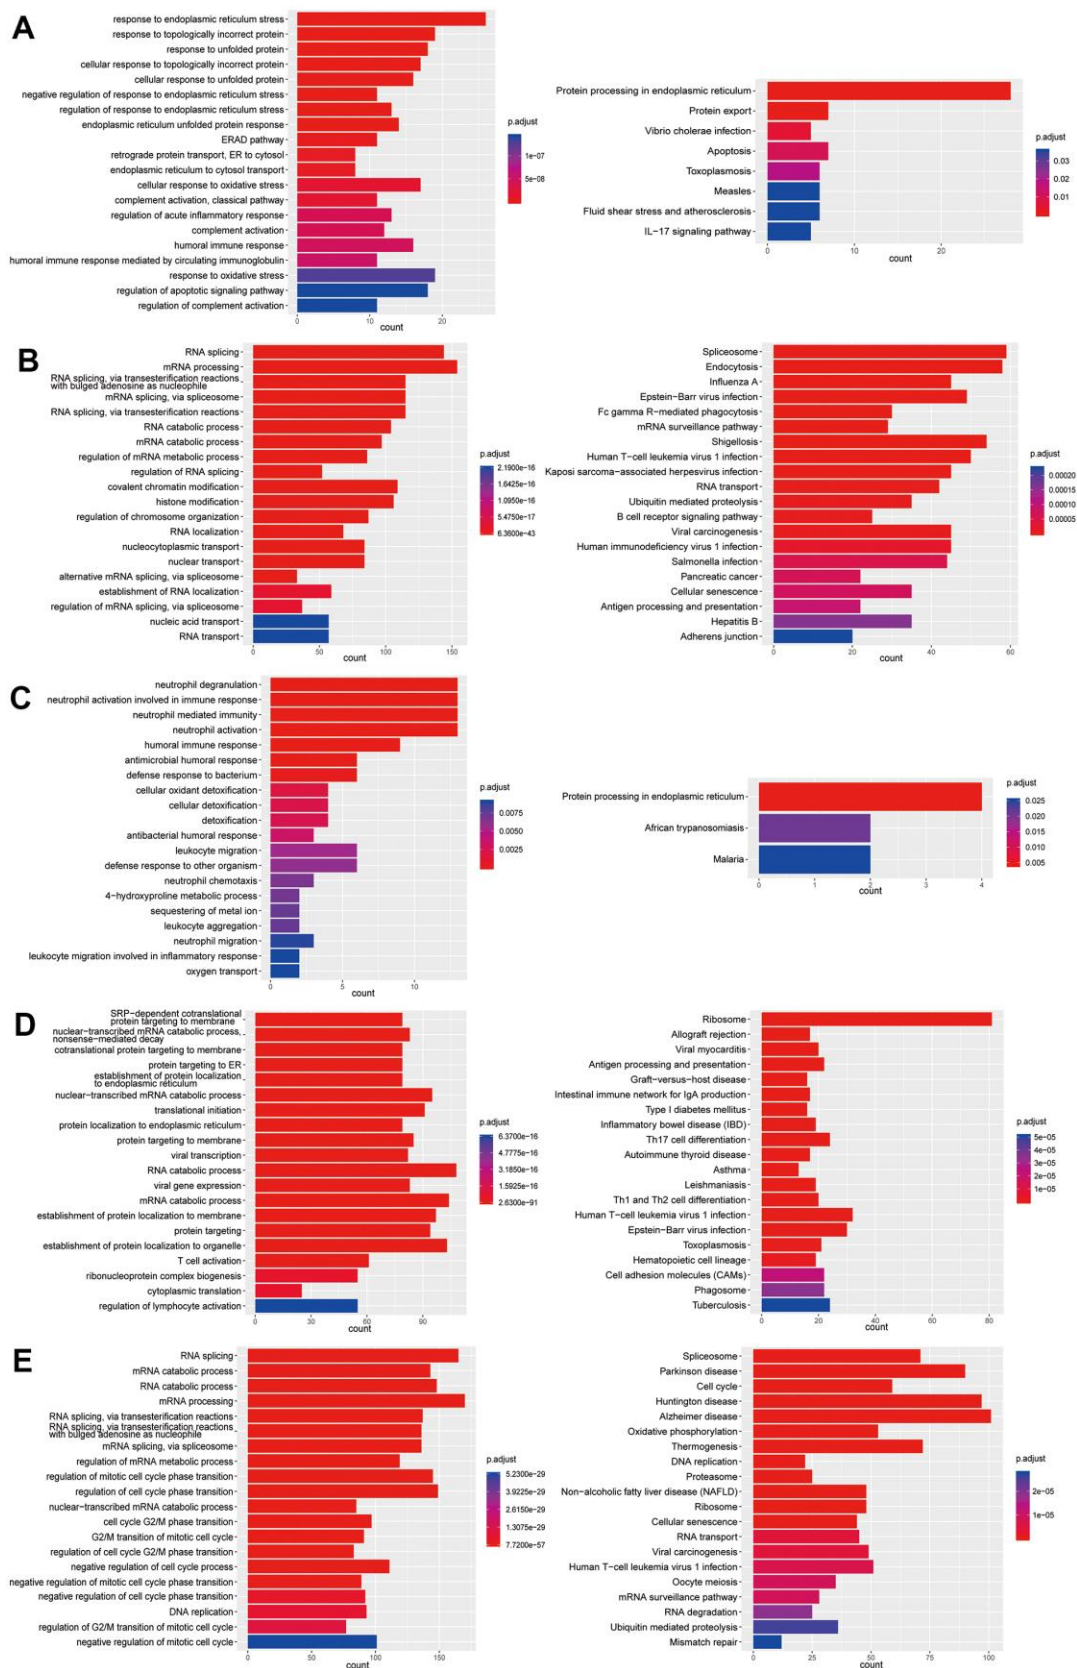 A
response to endoplasmic reticulum stress
response to topologically incorrect protein
response to unfolded protein
cellular response to topologically incorrect protein
cellular response to unfolded protein
negative regulation of response to endoplasmic reticulum stress
regulation of response to endoplasmic reticulum stress
endoplasmic reticulum unfolded protein response
ERAD pathway
retrograde protein transport, ER to cytosol
endoplasmic reticulum to cytosol transport
cellular response to oxidative stress
complement activation, classical pathway
regulation of acute inflammatory response
complement activation
humoral immune response
humoral immune response mediated by circulating immunoglobulin
response to oxidative stress
regulation of apoptotic signaling pathway
regulation of complement activation
0 10 20
count
p.adjust
1e-07
5e-08
Protein processing in endoplasmic reticulum
Protein export
Vibrio cholerae infection
Apoptosis
Toxoplasmosis
Measles
Fluid shear stress and atherosclerosis
IL-17 signaling pathway
0 10 20
count
p.adjust
0.03
0.02
0.01
B
RNA splicing
mRNA processing
RNA splicing, via transesterification reactions
with bulged adenosine as nucleophile
mRNA splicing, via spliceosome
RNA splicing, via transesterification reactions
RNA catabolic process
mRNA catabolic process
regulation of mRNA metabolic process
regulation of RNA splicing
covalent chromatin modification
histone modification
regulation of chromosome organization
RNA localization
nucleocytoplasmic transport
nuclear transport
alternative mRNA splicing, via spliceosome
establishment of RNA localization
regulation of mRNA splicing, via spliceosome
nucleic acid transport
RNA transport
0 50 100 150
count
p.adjust
2.1900e-16
1.6425e-16
1.0950e-16
5.4750e-17
6.3600e-43
Spliceosome
Endocytosis
Influenza A
Epstein-Barr virus infection
Fc gamma R-mediated phagocytosis
mRNA surveillance pathway
Shigellosis
Human T-cell leukemia virus 1 infection
Kaposi sarcoma-associated herpesvirus infection
RNA transport
Ubiquitin mediated proteolysis
B cell receptor signaling pathway
Viral carcinogenesis
Human immunodeficiency virus 1 infection
Salmonella infection
Pancreatic cancer
Cellular senescence
Antigen processing and presentation
Hepatitis B
Adherens junction
0 20 40 60
count
p.adjust
0.00020
0.00015
0.00010
0.00005
C
neutrophil degranulation
neutrophil activation involved in immune response
neutrophil mediated immunity
neutrophil activation
humoral immune response
antimicrobial humoral response
defense response to bacterium
cellular oxidant detoxification
cellular detoxification
detoxification
antibacterial humoral response
leukocyte migration
defense response to other organism
neutrophil chemotaxis
4-hydroxyproline metabolic process
sequestering of metal ion
leukocyte aggregation
neutrophil migration
leukocyte migration involved in inflammatory response
oxygen transport
0 5 10
count
p.adjust
0.0075
0.0050
0.0025
Protein processing in endoplasmic reticulum
African trypanosomiasis
Malaria
0 1 2 3 4
count
p.adjust
0.025
0.020
0.015
0.010
0.005
D
SRP-dependent cotranslational
protein targeting to membrane
nuclear-transcribed mRNA catabolic process,
nonsense-mediated decay
cotranslational protein targeting to membrane
protein targeting to ER
establishment of protein localization
to endoplasmic reticulum
nuclear-transcribed mRNA catabolic process
translational initiation
protein localization to endoplasmic reticulum
protein targeting to membrane
viral transcription
RNA catabolic process
viral gene expression
mRNA catabolic process
establishment of protein localization to membrane
protein targeting
establishment of protein localization to organelle
T cell activation
ribonucleoprotein complex biogenesis
cytoplasmic translation
regulation of lymphocyte activation
0 30 60 90
count
p.adjust
6.3700e-16
4.7775e-16
3.1850e-16
1.5925e-16
2.6300e-91
Ribosome
Allograft rejection
Viral myocarditis
Antigen processing and presentation
Graft-versus-host disease
Intestinal immune network for IgA production
Type I diabetes mellitus
Inflammatory bowel disease (IBD)
Th17 cell differentiation
Autoimmune thyroid disease
Asthma
Leishmaniasis
Th1 and Th2 cell differentiation
Human T-cell leukemia virus 1 infection
Epstein-Barr virus infection
Toxoplasmosis
Hematopoietic cell lineage
Cell adhesion molecules (CAMs)
Phagosome
Tuberculosis
0 20 40 60 80
count
p.adjust
5e-05
4e-05
3e-05
2e-05
1e-05
E
RNA splicing
mRNA catabolic process
RNA catabolic process
mRNA processing
RNA splicing, via transesterification reactions
RNA splicing, via transesterification reactions
with bulged adenosine as nucleophile
mRNA splicing, via spliceosome
regulation of mRNA metabolic process
regulation of mitotic cell cycle phase transition
regulation of cell cycle phase transition
nuclear-transcribed mRNA catabolic process
cell cycle G2/M phase transition
G2/M transition of mitotic cell cycle
regulation of cell cycle G2/M phase transition
negative regulation of cell cycle process
negative regulation of mitotic cell cycle phase transition
negative regulation of cell cycle phase transition
DNA replication
regulation of G2/M transition of mitotic cell cycle
negative regulation of mitotic cell cycle
0 50 100 150
count
p.adjust
5.2300e-29
3.9225e-29
2.6150e-29
1.3075e-29
7.7200e-57
Spliceosome
Parkinson disease
Cell cycle
Huntington disease
Alzheimer disease
Oxidative phosphorylation
Thermogenesis
DNA replication
Proteasome
Non-alcoholic fatty liver disease (NAFLD)
Ribosome
Cellular senescence
RNA transport
Viral carcinogenesis
Human T-cell leukemia virus 1 infection
Oocyte meiosis
mRNA surveillance pathway
RNA degradation
Ubiquitin mediated proteolysis
Mismatch repair
0 25 50 75 100
count
p.adjust
2e-05
1e-05